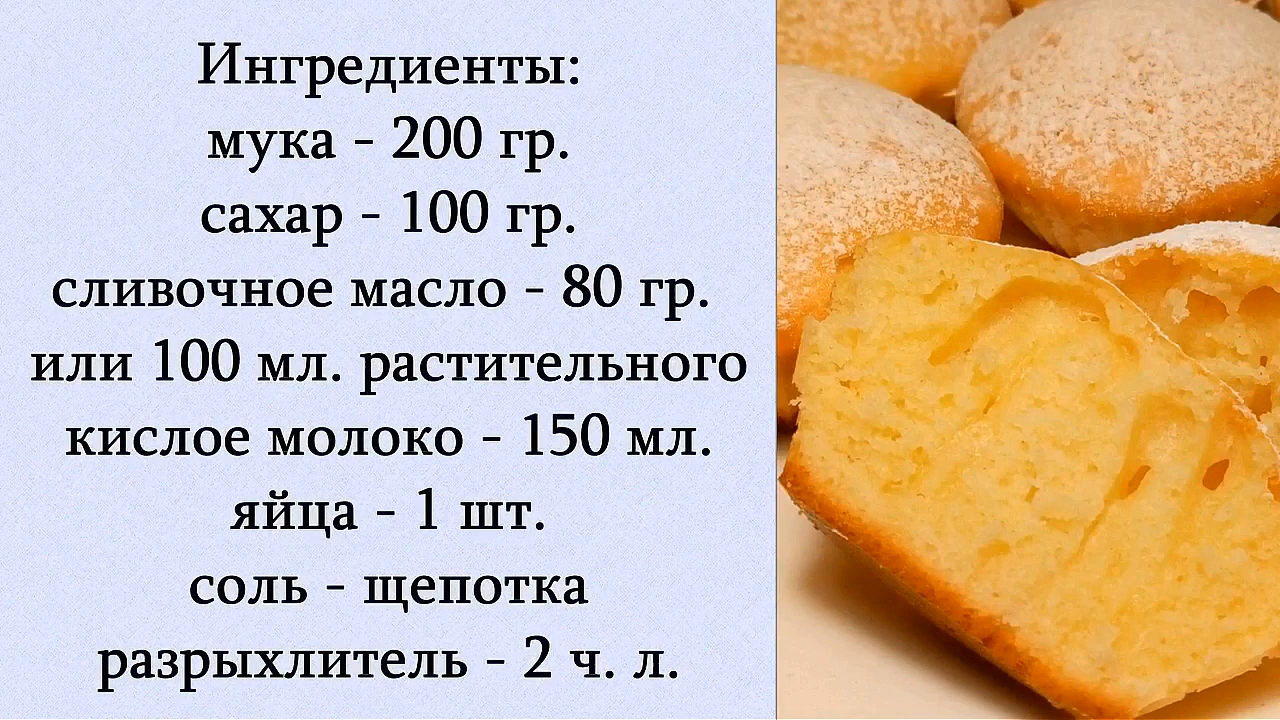 Ингредиенты:
мука - 200 гр.
сахар - 100 гр.
сливочное масло - 80 гр.
или 100 мл. растительного
кислое молоко - 150 мл.
яйца - 1 шт.
соль - щепотка
разрыхлитель - 2 ч. л.